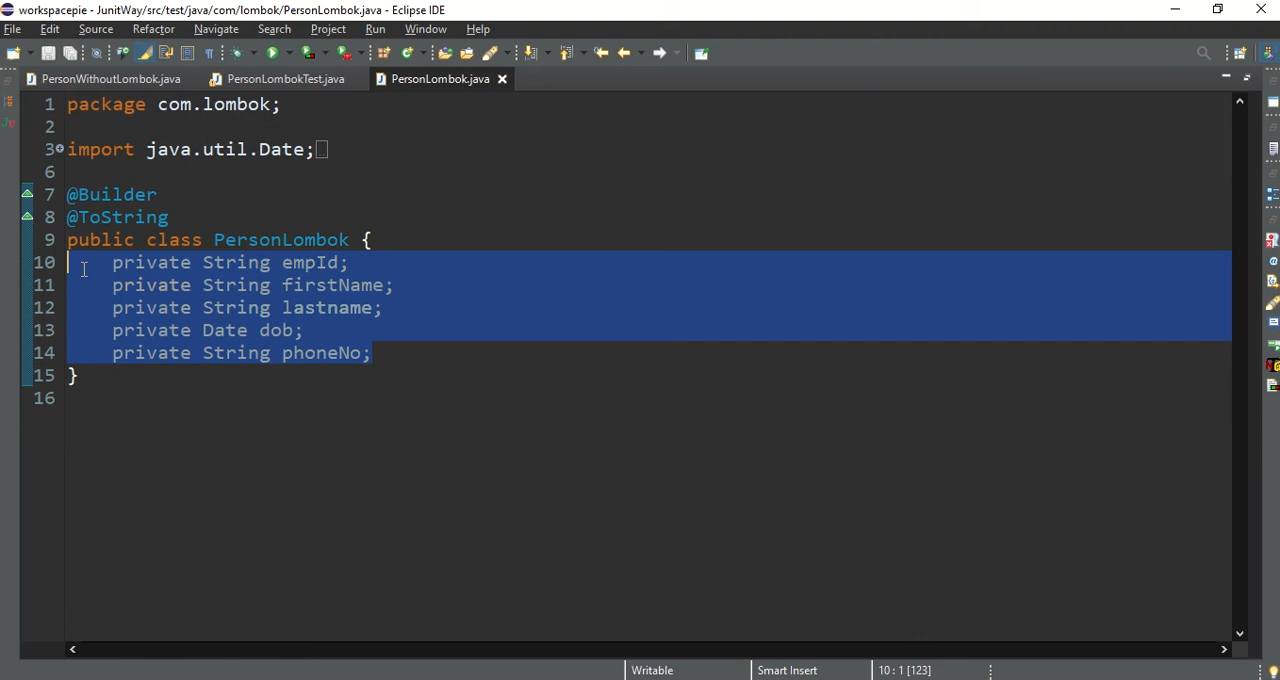 workspacepie - JunitWay/src/test/java/com/lombok/PersonLombok.java - Eclipse IDE
File Edit Source Refactor Navigate Search Project Run Window Help
PersonWithoutLombok.java PersonLombokTest.java PersonLombok.java
1 package com.lombok;
2
3 import java.util.Date;
6
7 @Builder
8 @ToString
9 public class PersonLombok {
10 private String empId;
11 private String firstName;
12 private String lastname;
13 private Date dob;
14 private String phoneNo;
15 }
16
Writable Smart Insert 10 : 1 [123]